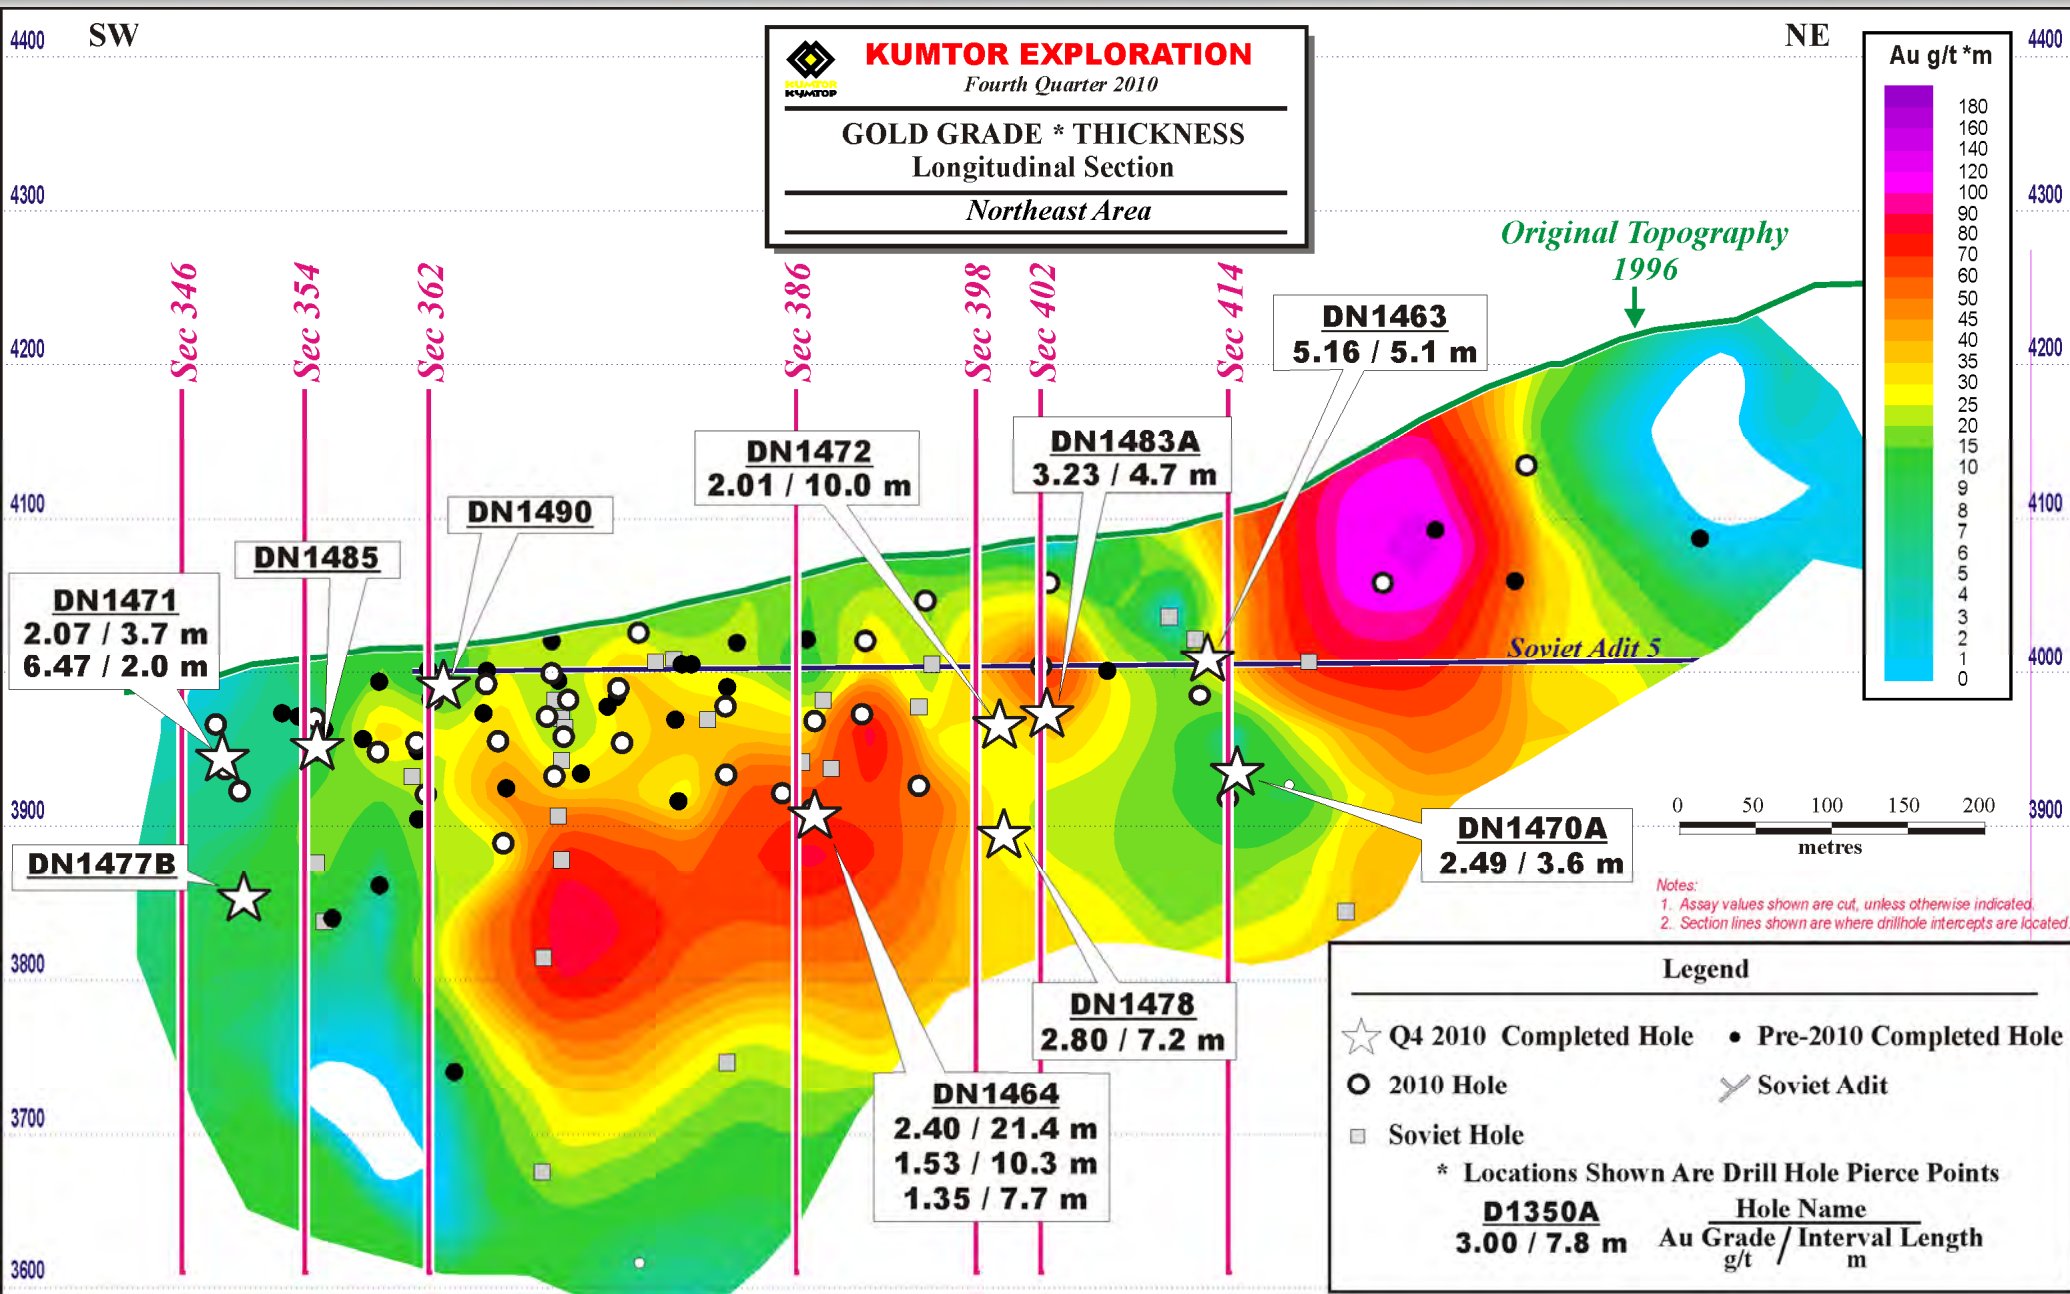 SW
NE
4400
4300
4200
4100
3900
3800
3700
3600
4400
4300
4200
4100
4000
3900
KUMTOR
КУМТОР
KUMTOR EXPLORATION
Fourth Quarter 2010
GOLD GRADE * THICKNESS
Longitudinal Section
Northeast Area
Au g/t *m
180
160
140
120
100
90
80
70
60
50
45
40
35
30
25
20
15
10
9
8
7
6
5
4
3
2
1
0
Original Topography
1996
Sec 346
Sec 354
Sec 362
Sec 386
Sec 398
Sec 402
Sec 414
DN1463
5.16 / 5.1 m
DN1472
2.01 / 10.0 m
DN1483A
3.23 / 4.7 m
DN1490
DN1485
DN1471
2.07 / 3.7 m
6.47 / 2.0 m
Soviet Adit 5
DN1477B
DN1470A
2.49 / 3.6 m
DN1478
2.80 / 7.2 m
DN1464
2.40 / 21.4 m
1.53 / 10.3 m
1.35 / 7.7 m
0 50 100 150 200
metres
Notes:
1. Assay values shown are cut, unless otherwise indicated.
2. Section lines shown are where drillhole intercepts are located.
Legend
Q4 2010 Completed Hole
Pre-2010 Completed Hole
2010 Hole
Soviet Adit
Soviet Hole
* Locations Shown Are Drill Hole Pierce Points
D1350A
3.00 / 7.8 m
Hole Name
Au Grade / Interval Length
g/t m